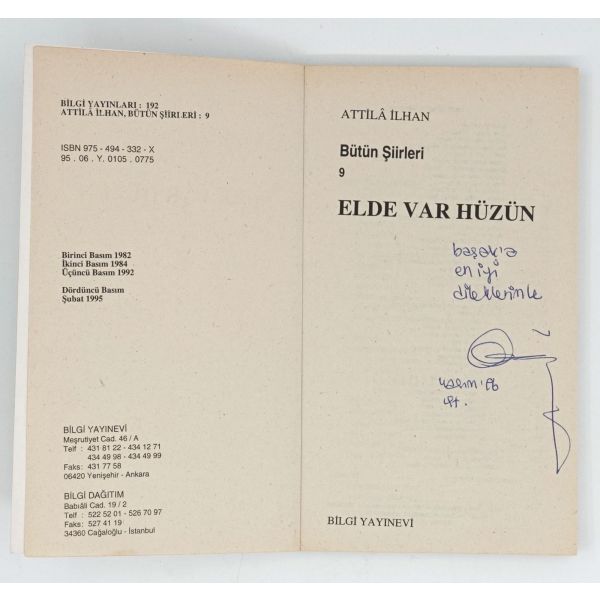 BİLGİ YAYINLARI : 192
ATTİLÂ İLHAN, BÜTÜN ŞİİRLERİ : 9
ISBN 975 - 494 - 332 - X
95 . 06 . Y. 0105 . 0775
Birinci Basım 1982
İkinci Basım 1984
Üçüncü Basım 1992
Dördüncü Basım
Şubat 1995
BİLGİ YAYINEVİ
Meşrutiyet Cad. 46 / A
Telf : 431 81 22 - 434 12 71
434 49 98 - 434 49 99
Faks : 431 77 58
06420 Yenişehir - Ankara
BİLGİ DAĞITIM
Babıâli Cad. 19 / 2
Telf : 522 52 01 - 526 70 97
Faks : 527 41 19
34360 Cağaloğlu - İstanbul
ATTİLÂ İLHAN
Bütün Şiirleri
9
ELDE VAR HÜZÜN
başak'a
en iyi
dileklerimle
kasım'96
ist.
BİLGİ YAYINEVİ